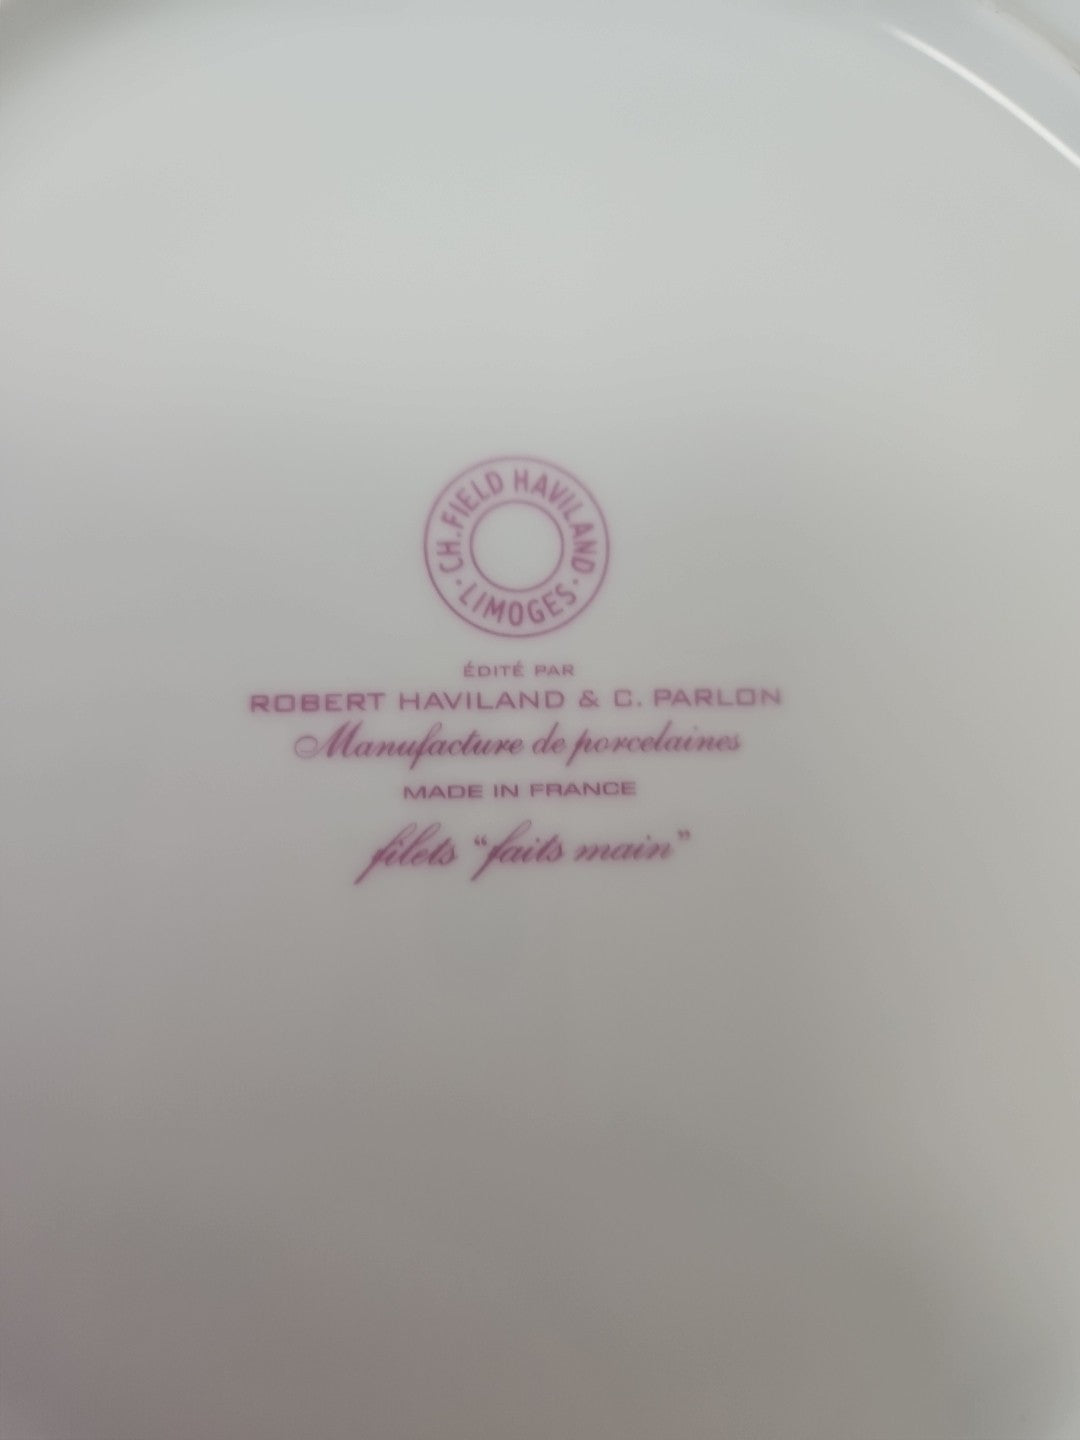 CH. FIELD HAVILAND
· LIMOGES ·
ÉDITÉ PAR
ROBERT HAVILAND & C. PARLON
Manufacture de porcelaines
MADE IN FRANCE
filets "faits main"